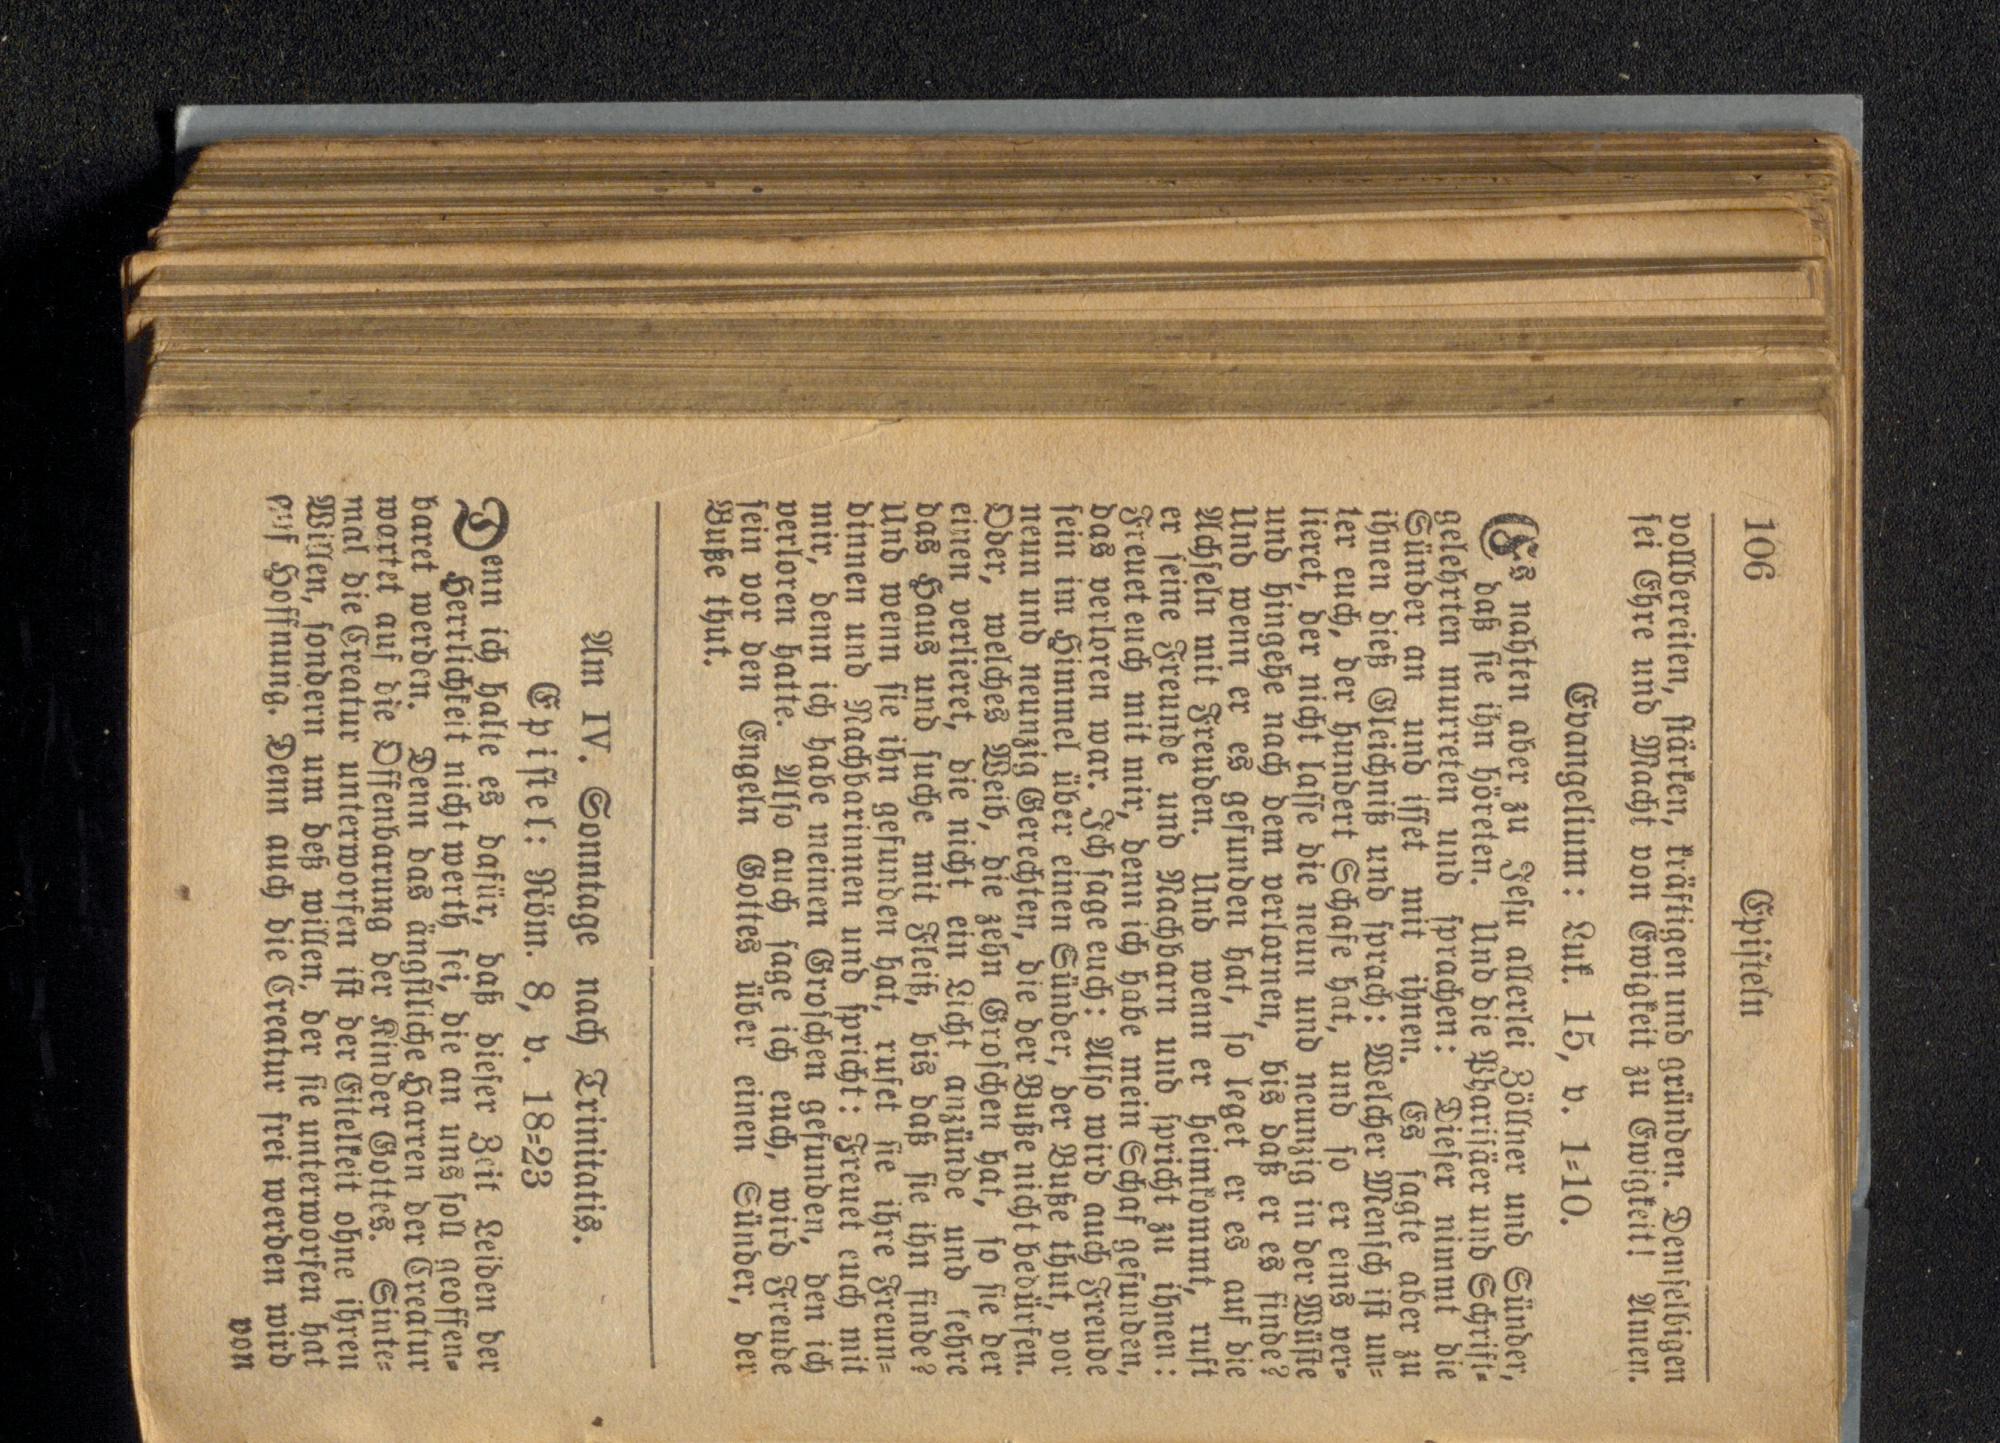 106 Episteln
vollbereiten, stärken, kräftigen und gründen. Demselbigen
sei Ehre und Macht von Ewigkeit zu Ewigkeit! Amen.
Evangelium: Luk. 15, v. 1=10.
Es nahten aber zu Jesu allerlei Zöllner und Sünder,
daß sie ihn höreten. Und die Pharisäer und Schrift=
gelehrten murreten und sprachen: Dieser nimmt die
Sünder an und isset mit ihnen. Er sagte aber zu
ihnen dieß Gleichniß und sprach: Welcher Mensch ist un=
ter euch, der hundert Schafe hat, und so er eins ver=
lieret, der nicht lasse die neun und neunzig in der Wüste
und hingehe nach dem verlornen, bis daß er es finde?
Und wenn er es gefunden hat, so leget er es auf die
Achseln mit Freuden. Und wenn er heimkommt, ruft
er seine Freunde und Nachbarn und spricht zu ihnen:
Freuet euch mit mir, denn ich habe mein Schaf gefunden,
das verloren war. Ich sage euch: Also wird auch Freude
sein im Himmel über einen Sünder, der Buße thut, vor
neun und neunzig Gerechten, die der Buße nicht bedürfen.
Oder, welches Weib, die zehn Groschen hat, so sie der
einen verlieret, die nicht ein Licht anzünde und kehre
das Haus und suche mit Fleiß, bis daß sie ihn finde?
Und wenn sie ihn gefunden hat, rufet sie ihre Freun=
dinnen und Nachbarinnen und spricht: Freuet euch mit
mir, denn ich habe meinen Groschen gefunden, den ich
verloren hatte. Also auch sage ich euch, wird Freude
sein vor den Engeln Gottes über einen Sünder, der
Buße thut.
Am IV. Sonntage nach Trinitatis.
Epistel: Röm. 8, v. 18=23
Denn ich halte es dafür, daß dieser Zeit Leiden der
Herrlichkeit nicht werth sei, die an uns soll geoffen=
baret werden. Denn das ängstliche Harren der Creatur
wartet auf die Offenbarung der Kinder Gottes. Sinte=
mal die Creatur unterworfen ist der Eitelkeit ohne ihren
Willen, sondern um deß willen, der sie unterworfen hat
auf Hoffnung. Denn auch die Creatur frei werden wird
von